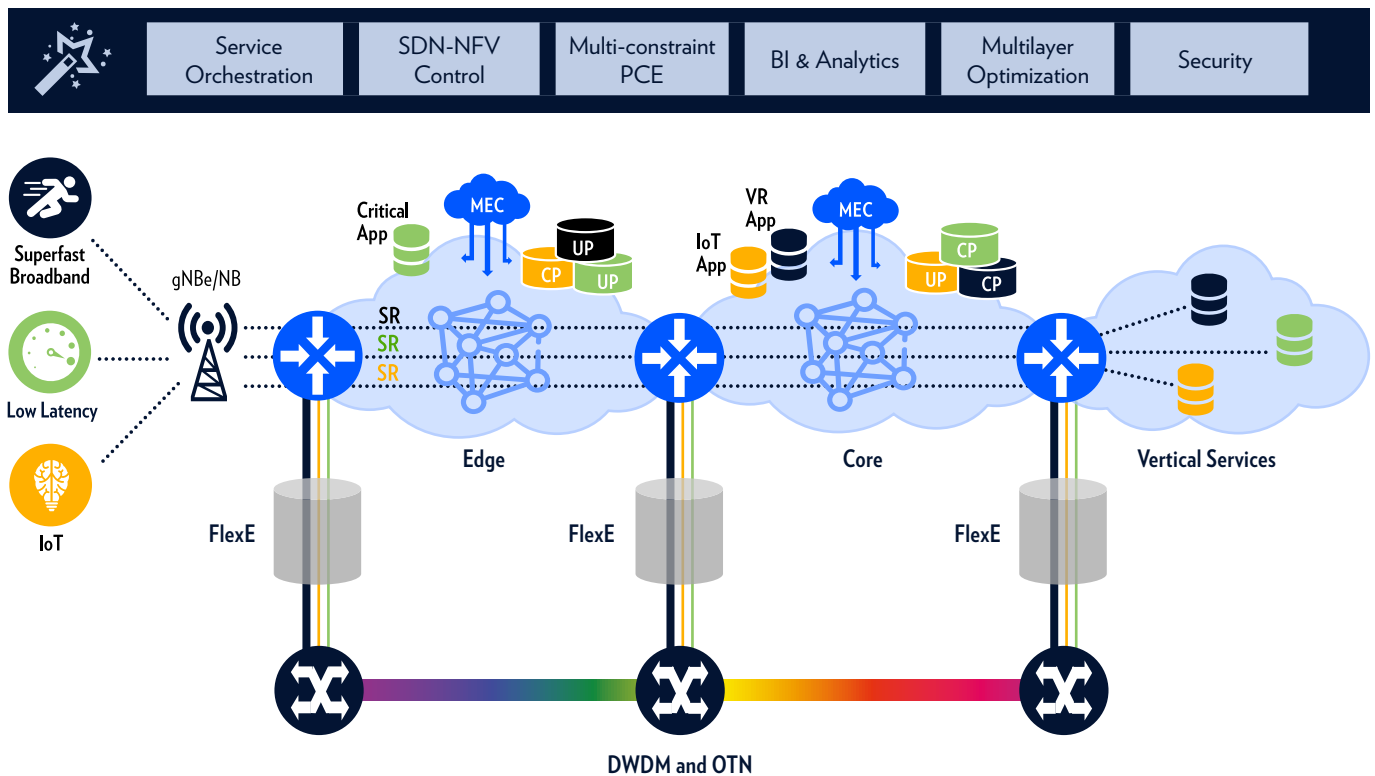 Service
Orchestration
SDN-NFV
Control
Multi-constraint
PCE
BI & Analytics
Multilayer
Optimization
Security
Superfast
Broadband
gNBe/NB
Low Latency
IoT
Critical
App
MEC
UP
CP
UP
SR
SR
SR
Edge
VR
App
IoT
App
MEC
CP
UP
CP
Core
Vertical Services
FlexE
FlexE
FlexE
DWDM and OTN